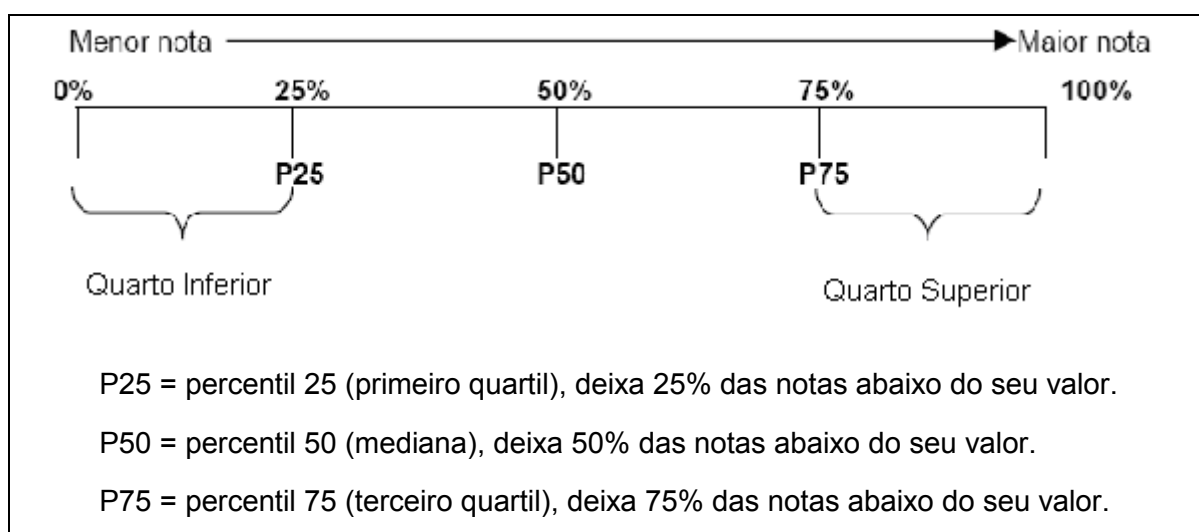 Menor nota Maior nota
0% 25% 50% 75% 100%
P25 P50 P75
Quarto Inferior Quarto Superior
P25 = percentil 25 (primeiro quartil), deixa 25% das notas abaixo do seu valor.
P50 = percentil 50 (mediana), deixa 50% das notas abaixo do seu valor.
P75 = percentil 75 (terceiro quartil), deixa 75% das notas abaixo do seu valor.